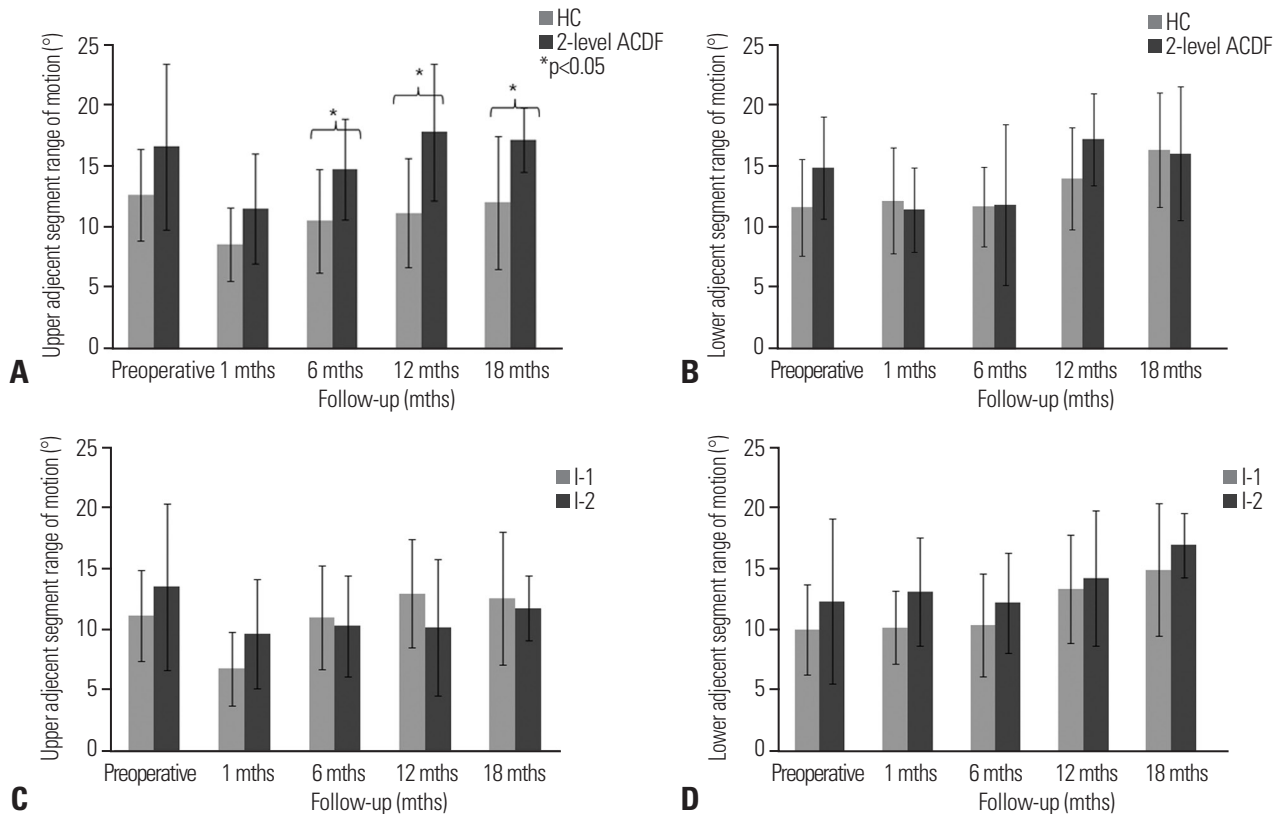 HC
2-level ACDF
*p<0.05
Upper adjecent segment range of motion (°)
25
20
15
10
5
0
*
*
*
Preoperative 1 mths 6 mths 12 mths 18 mths
Follow-up (mths)
A
HC
2-level ACDF
Lower adjecent segment range of motion (°)
25
20
15
10
5
0
Preoperative 1 mths 6 mths 12 mths 18 mths
Follow-up (mths)
B
I-1
I-2
Upper adjecent segment range of motion (°)
25
20
15
10
5
0
Preoperative 1 mths 6 mths 12 mths 18 mths
Follow-up (mths)
C
I-1
I-2
Lower adjecent segment range of motion (°)
25
20
15
10
5
0
Preoperative 1 mths 6 mths 12 mths 18 mths
Follow-up (mths)
D